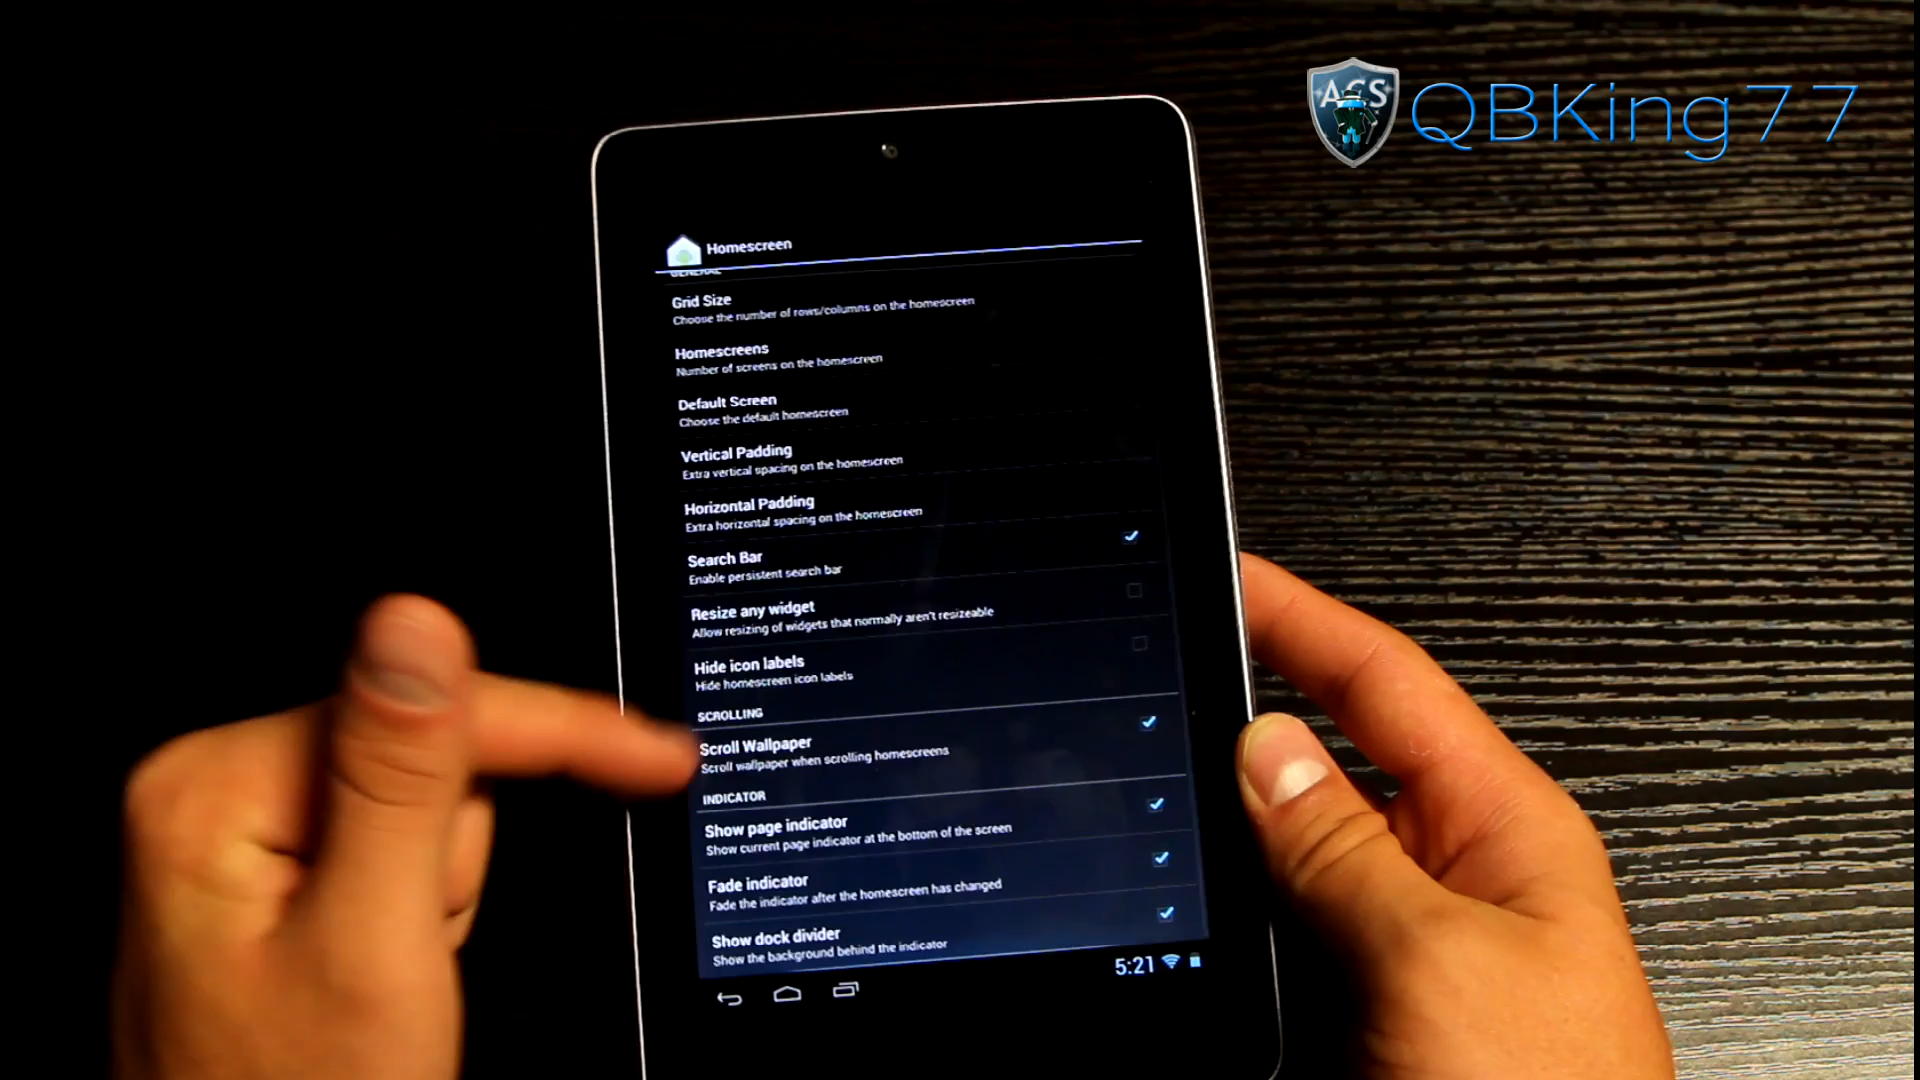 ACS
QBKing77
Homescreen
GENERAL
Grid Size
Choose the number of rows/columns on the homescreen
Homescreens
Number of screens on the homescreen
Default Screen
Choose the default homescreen
Vertical Padding
Extra vertical spacing on the homescreen
Horizontal Padding
Extra horizontal spacing on the homescreen
Search Bar
Enable persistent search bar
Resize any widget
Allow resizing of widgets that normally aren't resizeable
Hide icon labels
Hide homescreen icon labels
SCROLLING
Scroll Wallpaper
Scroll wallpaper when scrolling homescreens
INDICATOR
Show page indicator
Show current page indicator at the bottom of the screen
Fade indicator
Fade the indicator after the homescreen has changed
Show dock divider
Show the background behind the indicator
5:21